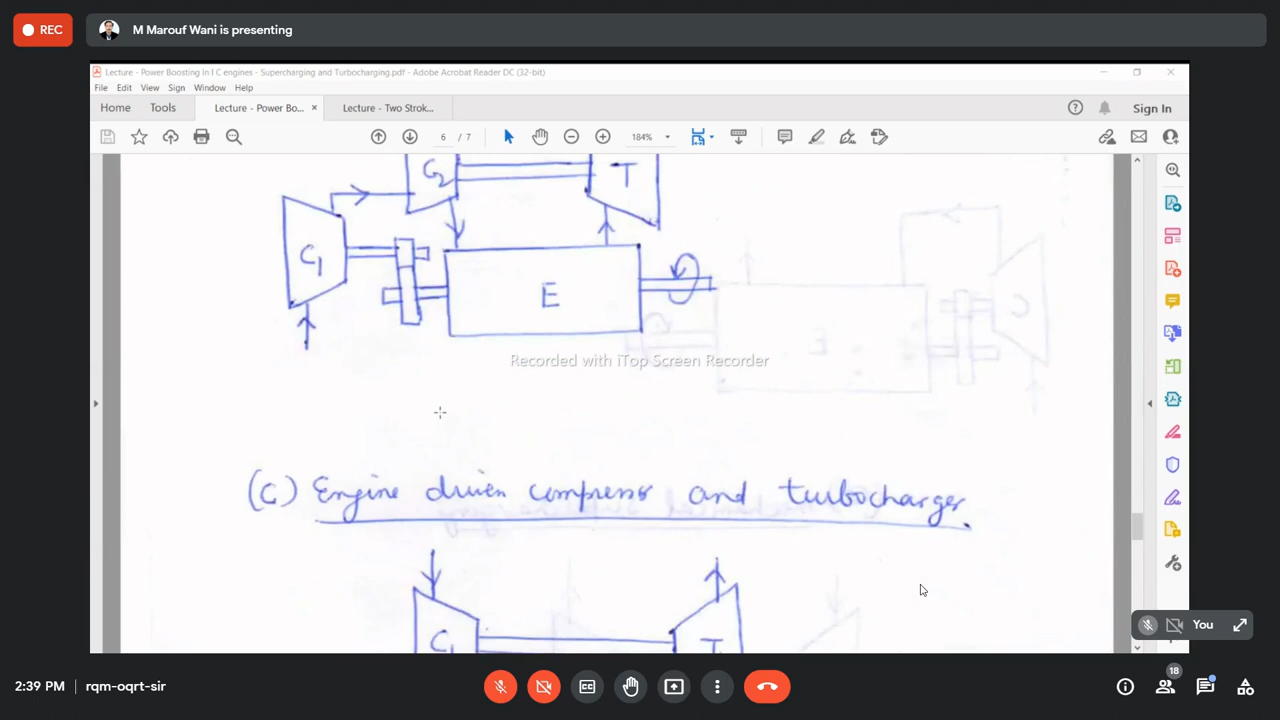 REC
M Marouf Wani is presenting
Lecture - Power Boosting In I C engines - Supercharging and Turbocharging.pdf - Adobe Acrobat Reader DC (32-bit)
File Edit View Sign Window Help
Home Tools Lecture - Power Bo... × Lecture - Two Strok... Sign In
6 / 7 184%
C2 T
C1
E
Recorded with iTop Screen Recorder
(C) Engine driven compressor and turbocharger.
C1 T
You
2:39 PM rqm-oqrt-sir
18